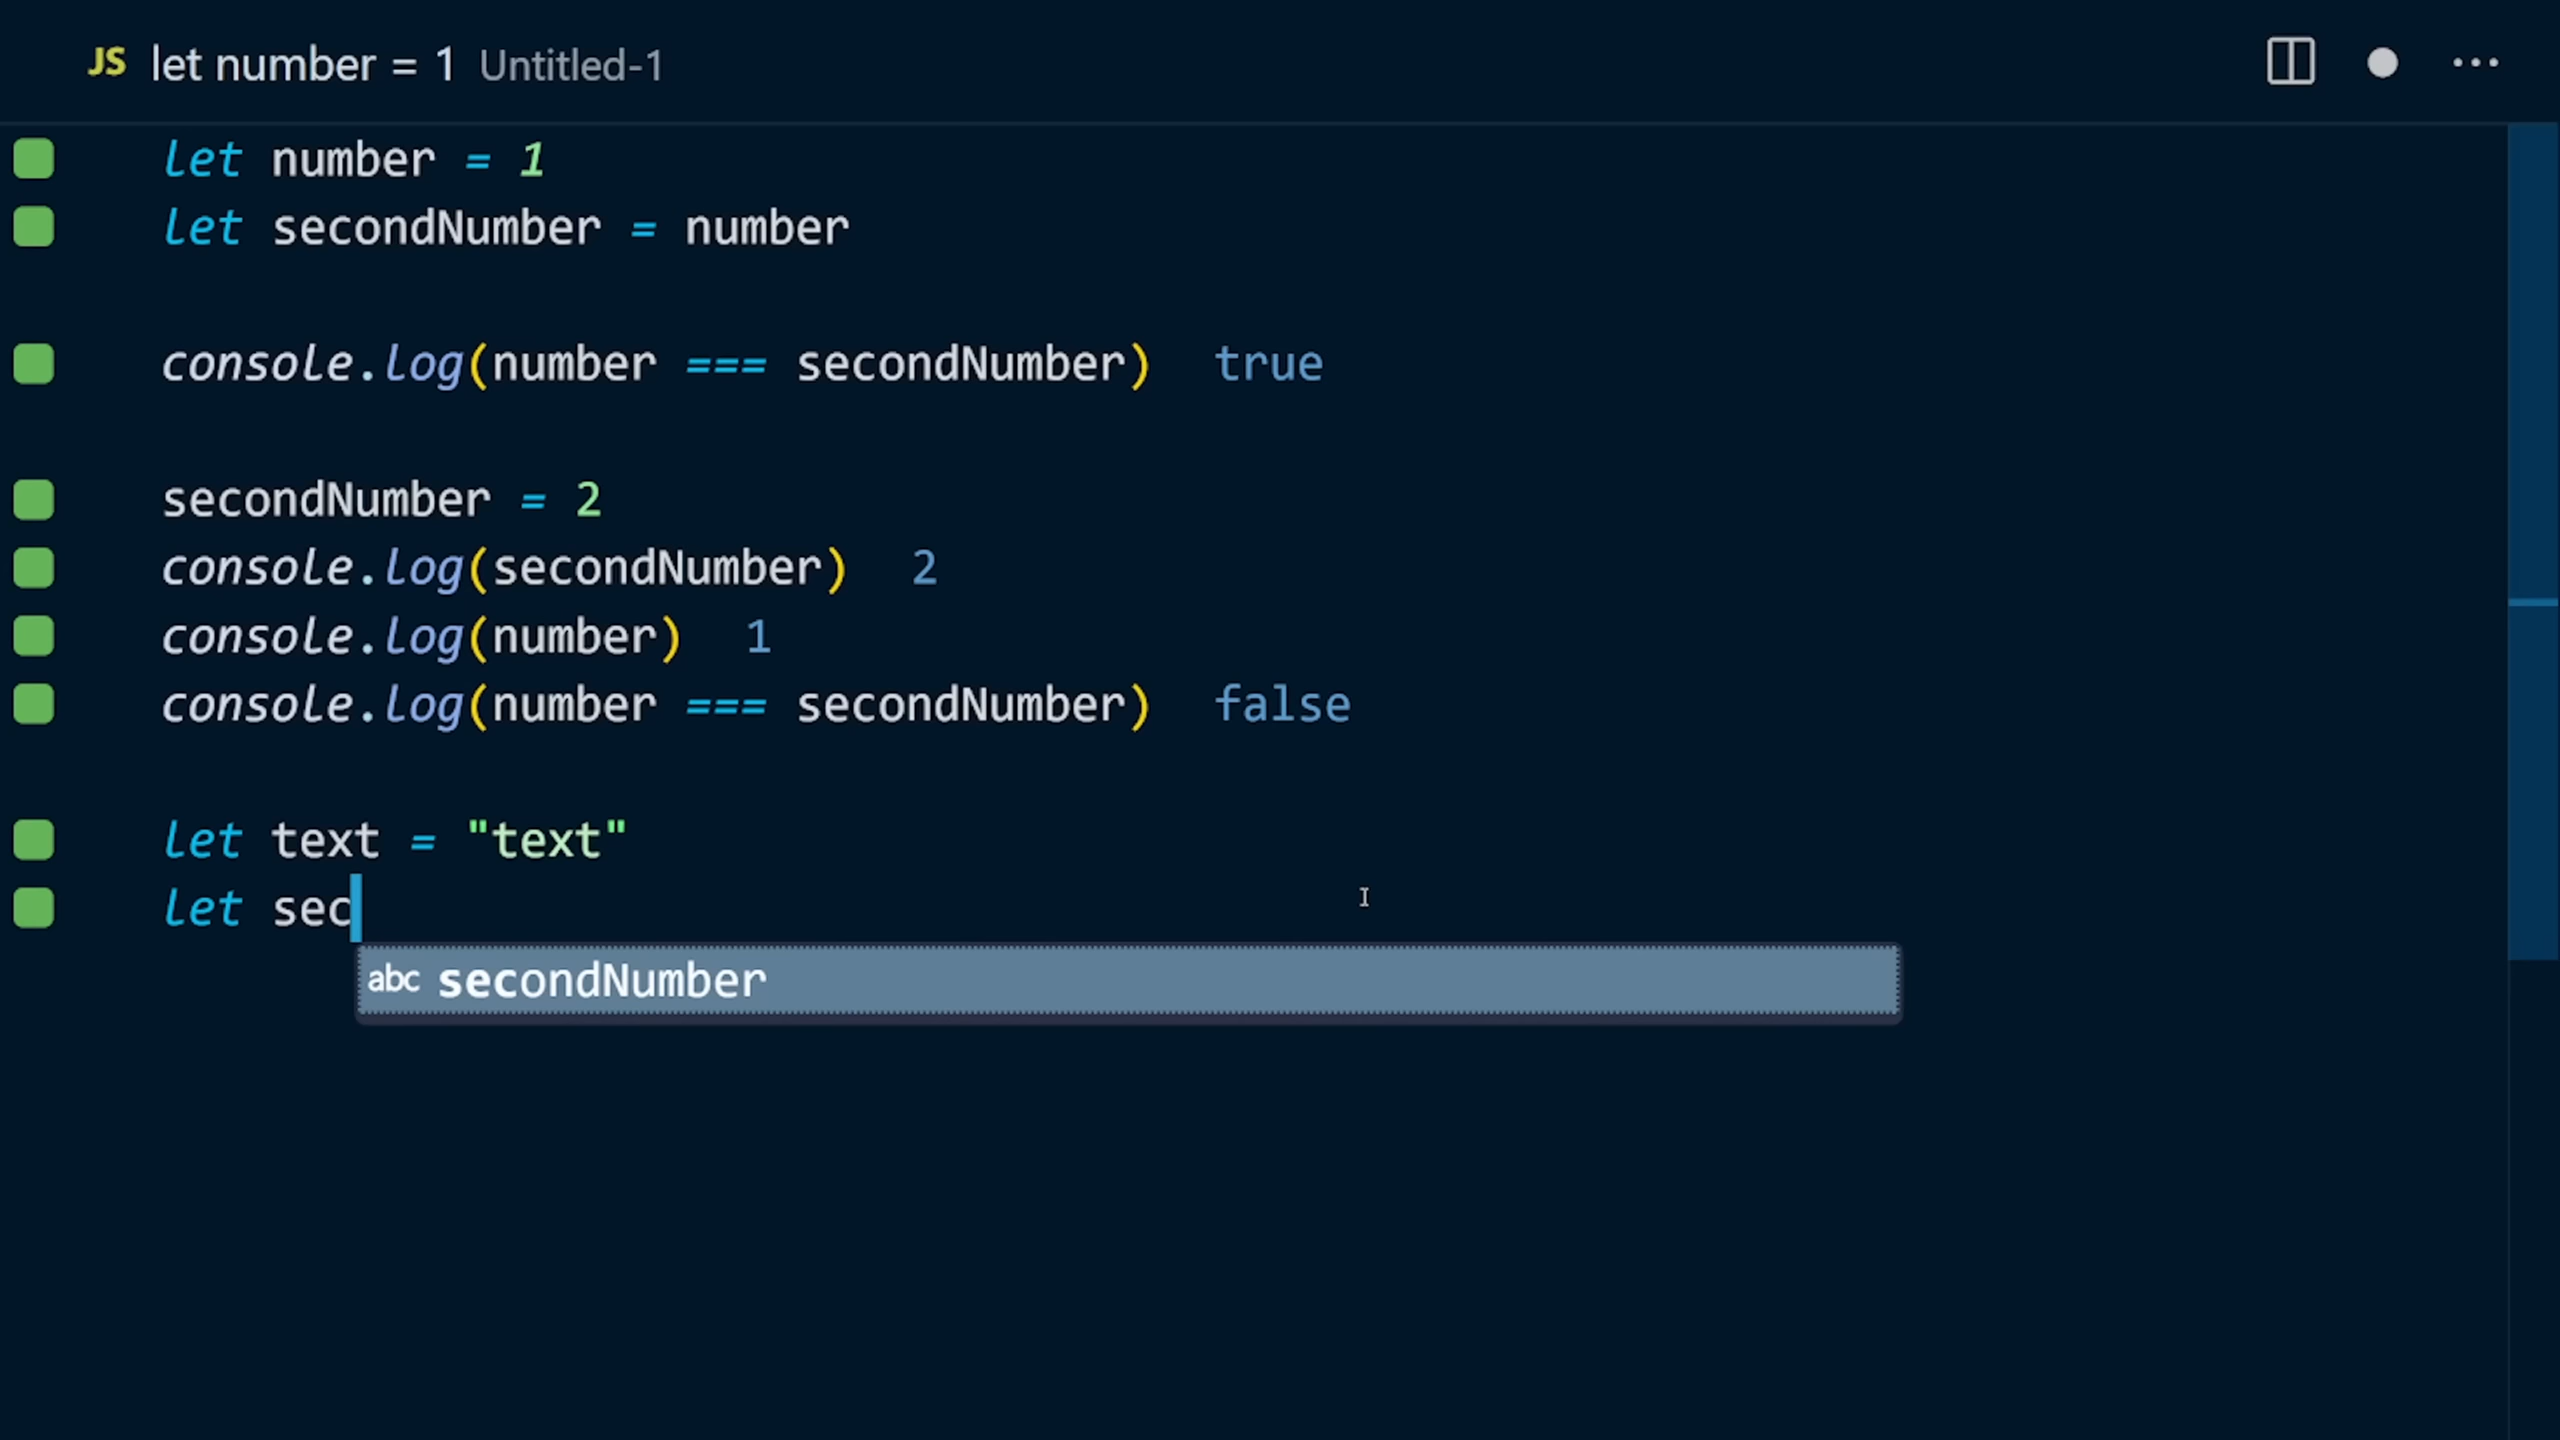 JS let number = 1 Untitled-1
let number = 1
let secondNumber = number
console.log(number === secondNumber) true
secondNumber = 2
console.log(secondNumber) 2
console.log(number) 1
console.log(number === secondNumber) false
let text = "text"
let sec
abc secondNumber